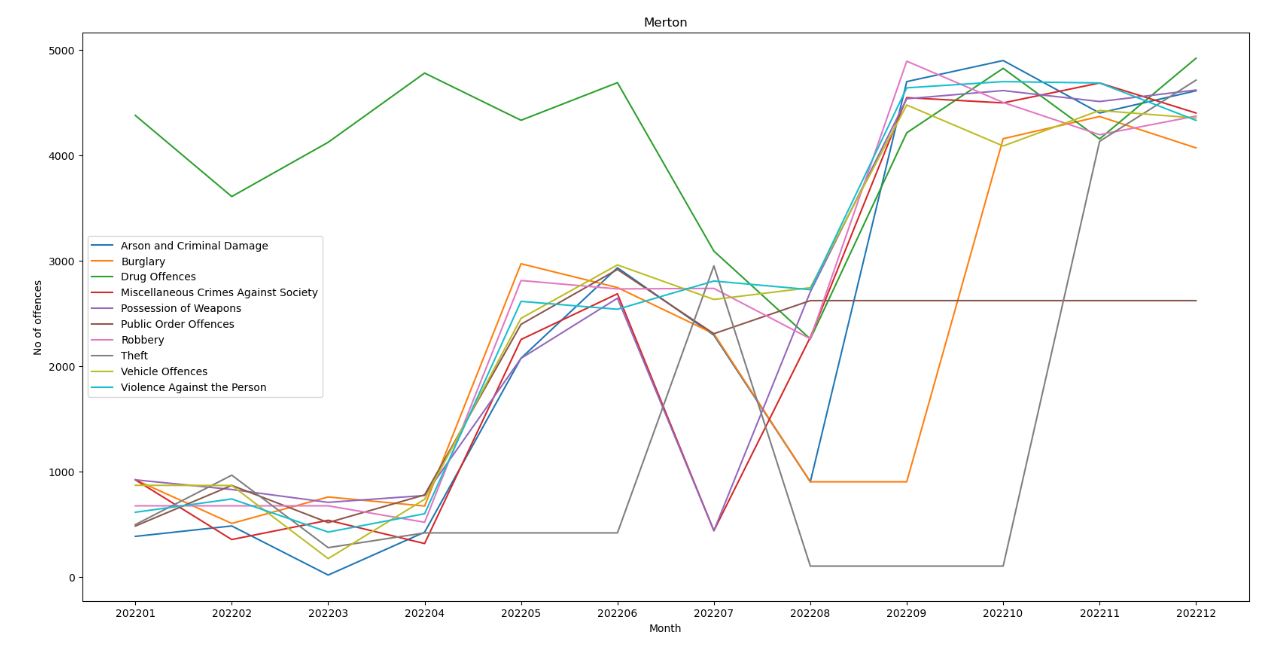 Merton
5000
4000
3000
2000
1000
0
No of offences
Arson and Criminal Damage
Burglary
Drug Offences
Miscellaneous Crimes Against Society
Possession of Weapons
Public Order Offences
Robbery
Theft
Vehicle Offences
Violence Against the Person
202201 202202 202203 202204 202205 202206 202207 202208 202209 202210 202211 202212
Month